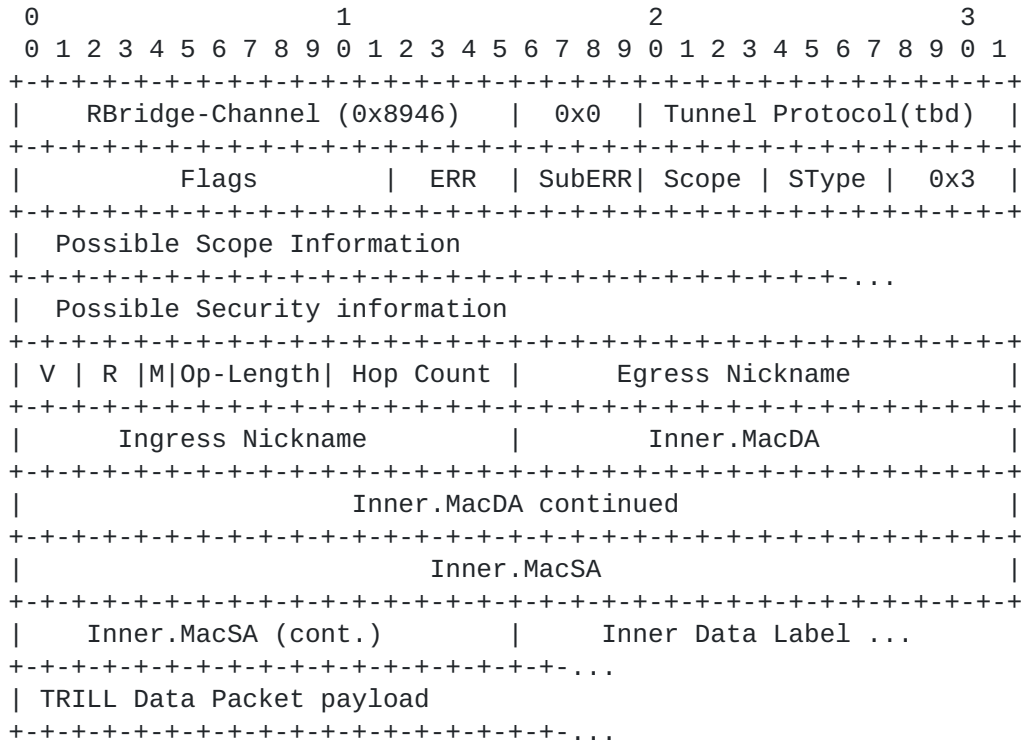 0                   1                   2                   3
 0 1 2 3 4 5 6 7 8 9 0 1 2 3 4 5 6 7 8 9 0 1 2 3 4 5 6 7 8 9 0 1
+-+-+-+-+-+-+-+-+-+-+-+-+-+-+-+-+-+-+-+-+-+-+-+-+-+-+-+-+-+-+-+-+
|    RBridge-Channel (0x8946)   |  0x0  | Tunnel Protocol(tbd)  |
+-+-+-+-+-+-+-+-+-+-+-+-+-+-+-+-+-+-+-+-+-+-+-+-+-+-+-+-+-+-+-+-+
|          Flags        |  ERR  | SubERR| Scope | SType |  0x3  |
+-+-+-+-+-+-+-+-+-+-+-+-+-+-+-+-+-+-+-+-+-+-+-+-+-+-+-+-+-+-+-+-+
|  Possible Scope Information
+-+-+-+-+-+-+-+-+-+-+-+-+-+-+-+-+-+-+-+-+-+-+-+-+-+-+-...
|  Possible Security information
+-+-+-+-+-+-+-+-+-+-+-+-+-+-+-+-+-+-+-+-+-+-+-+-+-+-+-+-+-+-+-+-+
| V | R |M|Op-Length| Hop Count |      Egress Nickname          |
+-+-+-+-+-+-+-+-+-+-+-+-+-+-+-+-+-+-+-+-+-+-+-+-+-+-+-+-+-+-+-+-+
|      Ingress Nickname         |        Inner.MacDA            |
+-+-+-+-+-+-+-+-+-+-+-+-+-+-+-+-+-+-+-+-+-+-+-+-+-+-+-+-+-+-+-+-+
|                     Inner.MacDA continued                     |
+-+-+-+-+-+-+-+-+-+-+-+-+-+-+-+-+-+-+-+-+-+-+-+-+-+-+-+-+-+-+-+-+
|                          Inner.MacSA                          |
+-+-+-+-+-+-+-+-+-+-+-+-+-+-+-+-+-+-+-+-+-+-+-+-+-+-+-+-+-+-+-+-+
|    Inner.MacSA (cont.)        |     Inner Data Label ...
+-+-+-+-+-+-+-+-+-+-+-+-+-+-+-+-+-+-...
| TRILL Data Packet payload
+-+-+-+-+-+-+-+-+-+-+-+-+-+-+-+-+-+-...